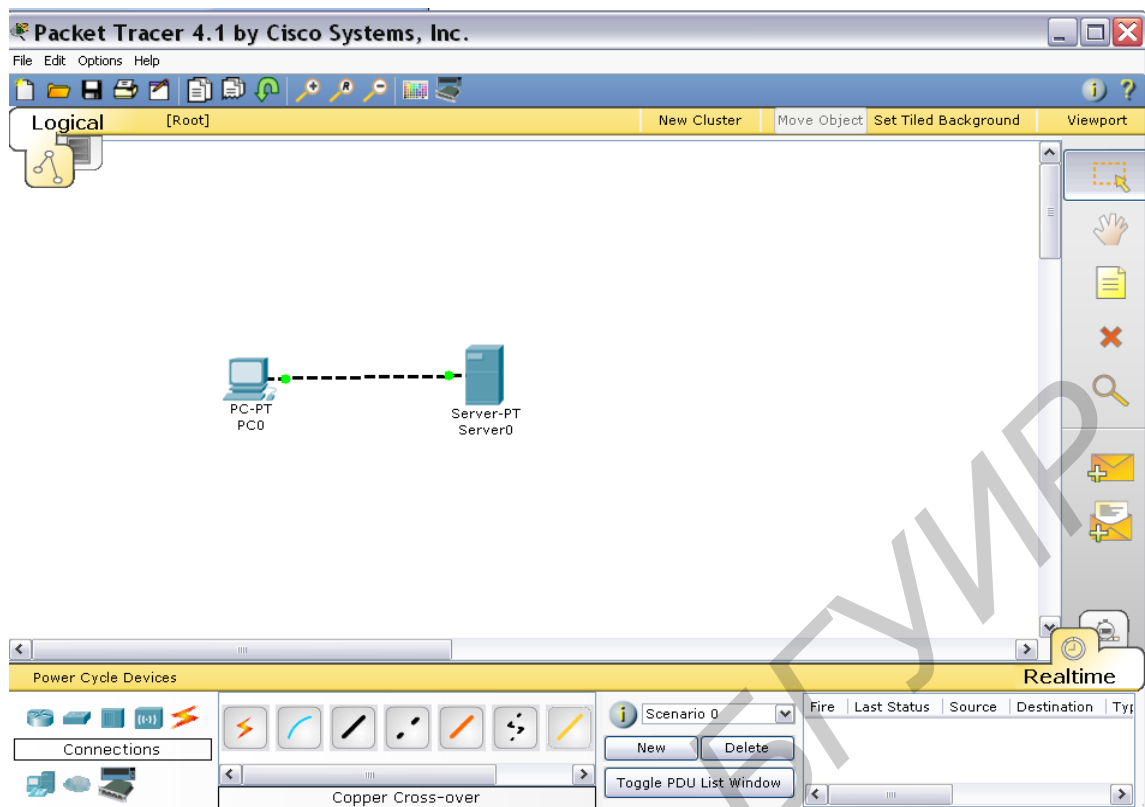 Packet Tracer 4.1 by Cisco Systems, Inc.
File Edit Options Help
Logical [Root] New Cluster Move Object Set Tiled Background Viewport
PC-PT
PC0
Server-PT
Server0
Power Cycle Devices Realtime
Connections
Copper Cross-over
Scenario 0
New Delete
Toggle PDU List Window
Fire Last Status Source Destination Typ
БГУИР